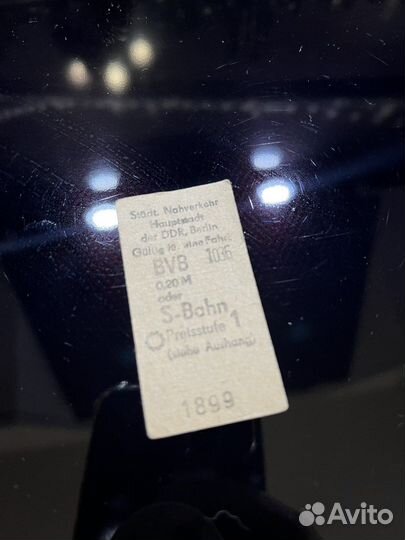 Städt. Nahverkehr
Hauptstadt
der DDR, Berlin
Gültig für eine Fahrt
BVB 1036
0,20 M
oder
S-Bahn
Preisstufe 1
(siehe Aushang)
1899
Avito